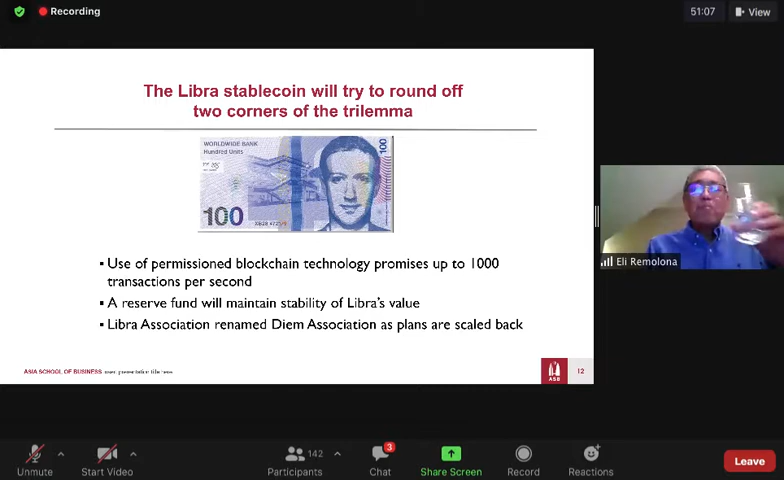 Recording
51:07
View
The Libra stablecoin will try to round off
two corners of the trilemma
WORLDWIDE BANK
Hundred Units
100
100
▪ Use of permissioned blockchain technology promises up to 1000
transactions per second
▪ A reserve fund will maintain stability of Libra's value
▪ Libra Association renamed Diem Association as plans are scaled back
ASIA SCHOOL OF BUSINESS
ASB
12
Eli Remolona
Unmute
Start Video
142
Participants
3
Chat
Share Screen
Record
Reactions
Leave